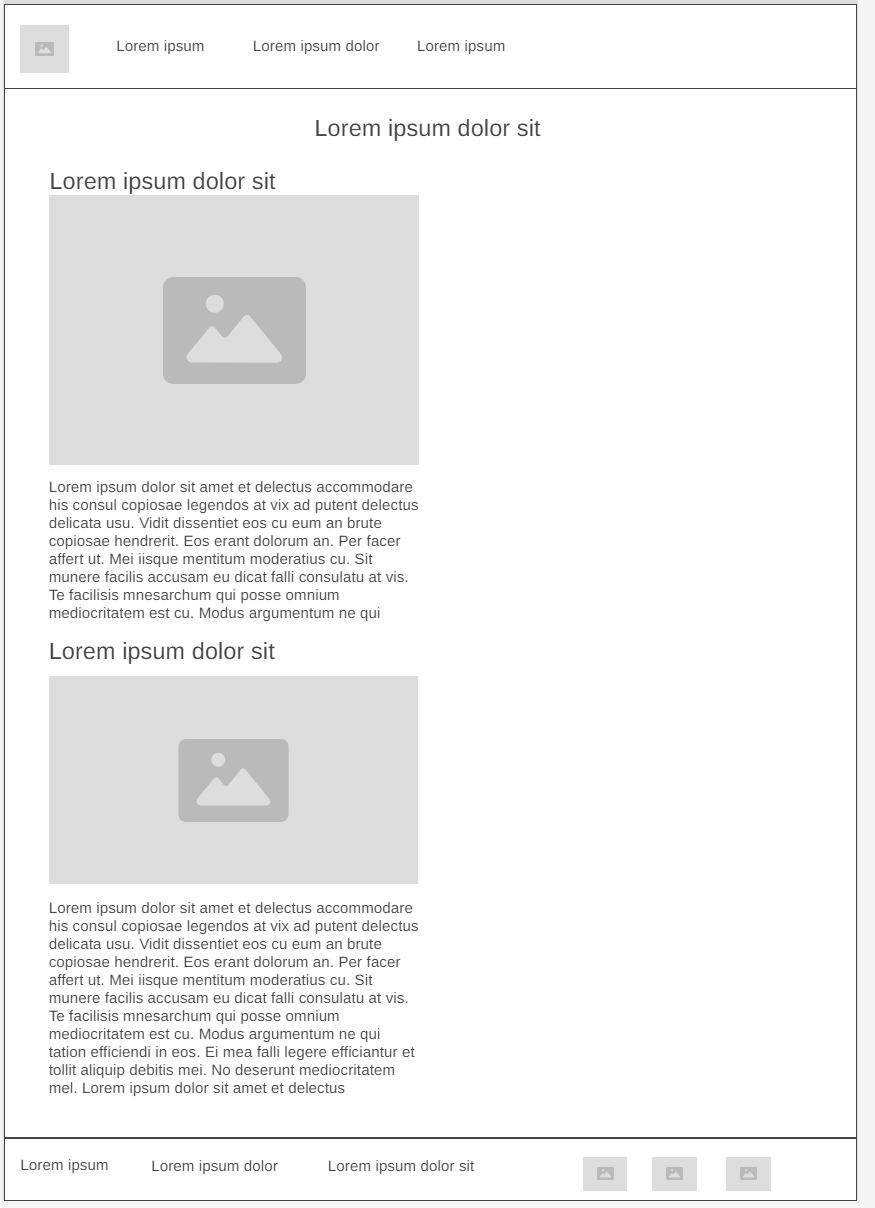 Lorem ipsum
Lorem ipsum dolor
Lorem ipsum
Lorem ipsum dolor sit
Lorem ipsum dolor sit
Lorem ipsum dolor sit amet et delectus accommodare
his consul copiosae legendos at vix ad putent delectus
delicata usu. Vidit dissentiet eos cu eum an brute
copiosae hendrerit. Eos erant dolorum an. Per facer
affert ut. Mei iisque mentitum moderatius cu. Sit
munere facilis accusam eu dicat falli consulatu at vis.
Te facilisis mnesarchum qui posse omnium
mediocritatem est cu. Modus argumentum ne qui
Lorem ipsum dolor sit
Lorem ipsum dolor sit amet et delectus accommodare
his consul copiosae legendos at vix ad putent delectus
delicata usu. Vidit dissentiet eos cu eum an brute
copiosae hendrerit. Eos erant dolorum an. Per facer
affert ut. Mei iisque mentitum moderatius cu. Sit
munere facilis accusam eu dicat falli consulatu at vis.
Te facilisis mnesarchum qui posse omnium
mediocritatem est cu. Modus argumentum ne qui
tation efficiendi in eos. Ei mea falli legere efficiantur et
tollit aliquip debitis mei. No deserunt mediocritatem
mel. Lorem ipsum dolor sit amet et delectus
Lorem ipsum
Lorem ipsum dolor
Lorem ipsum dolor sit